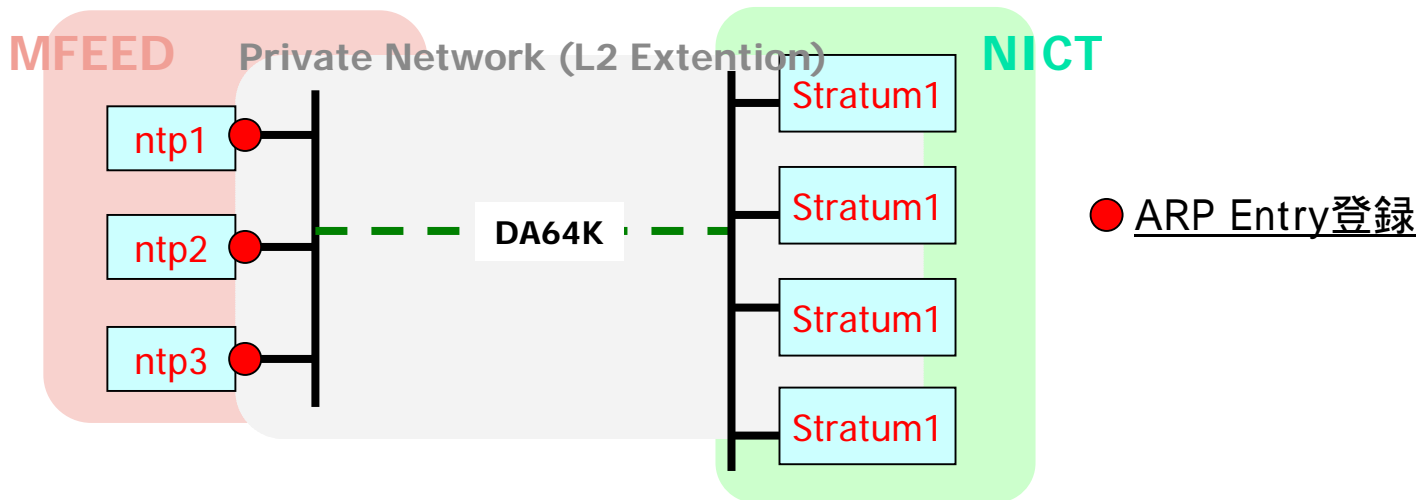 MFEED
Private Network (L2 Extention)
NICT
ntp1
ntp2
ntp3
DA64K
Stratum1
Stratum1
Stratum1
Stratum1
ARP Entry登録